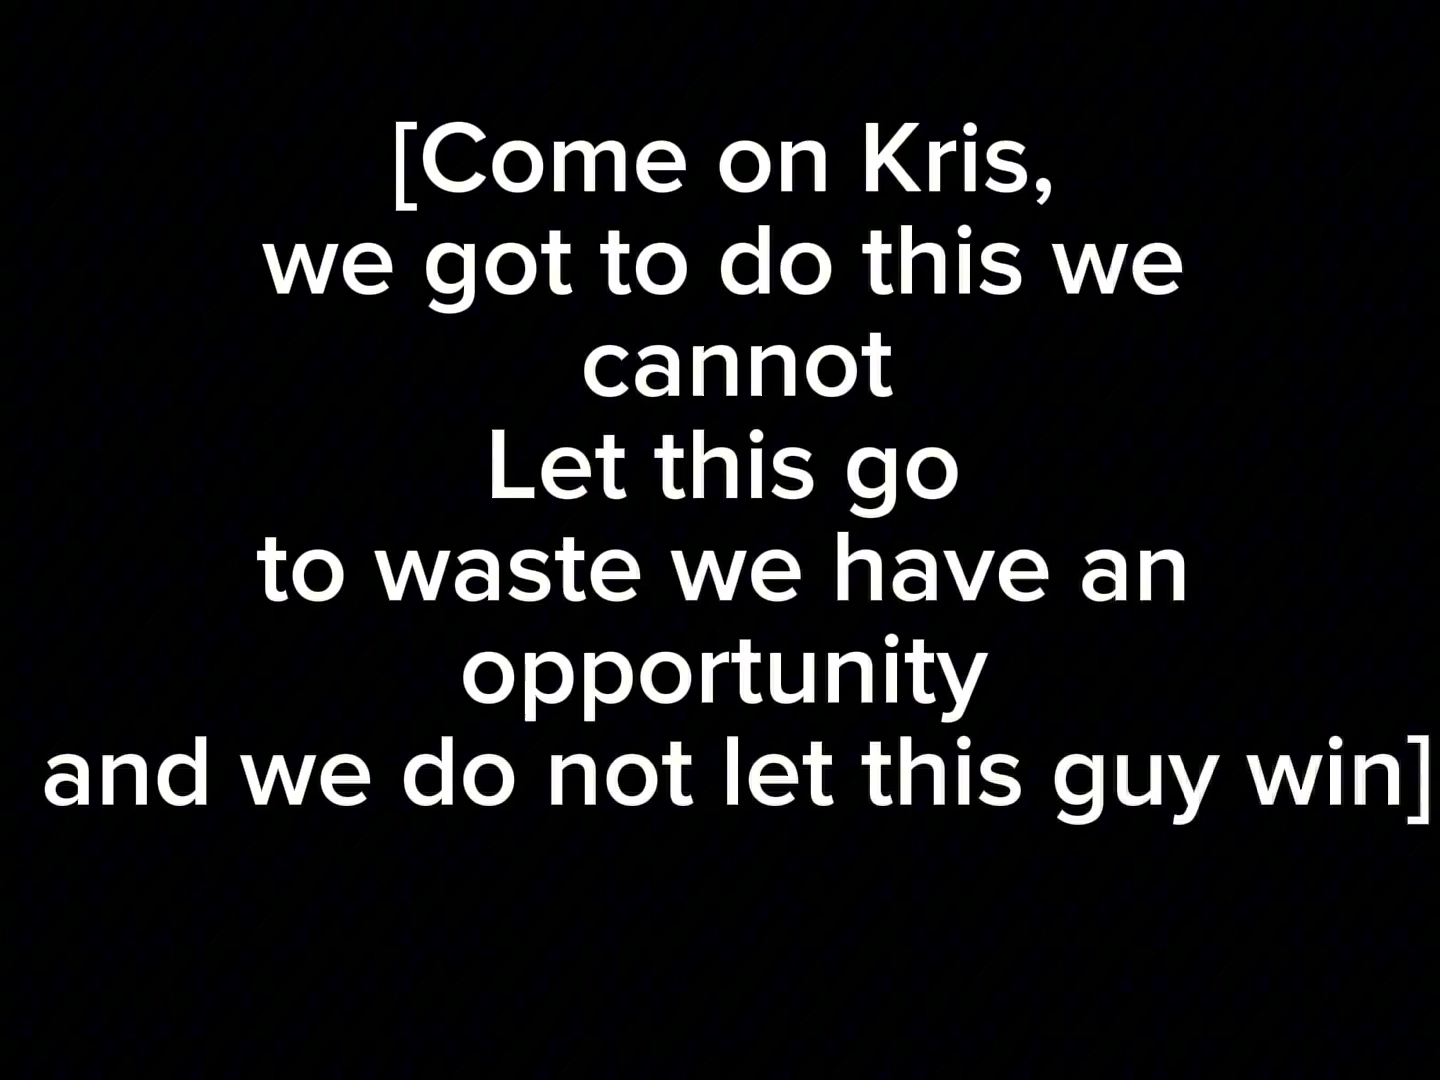 [Come on Kris,
we got to do this we
cannot
Let this go
to waste we have an
opportunity
and we do not let this guy win]